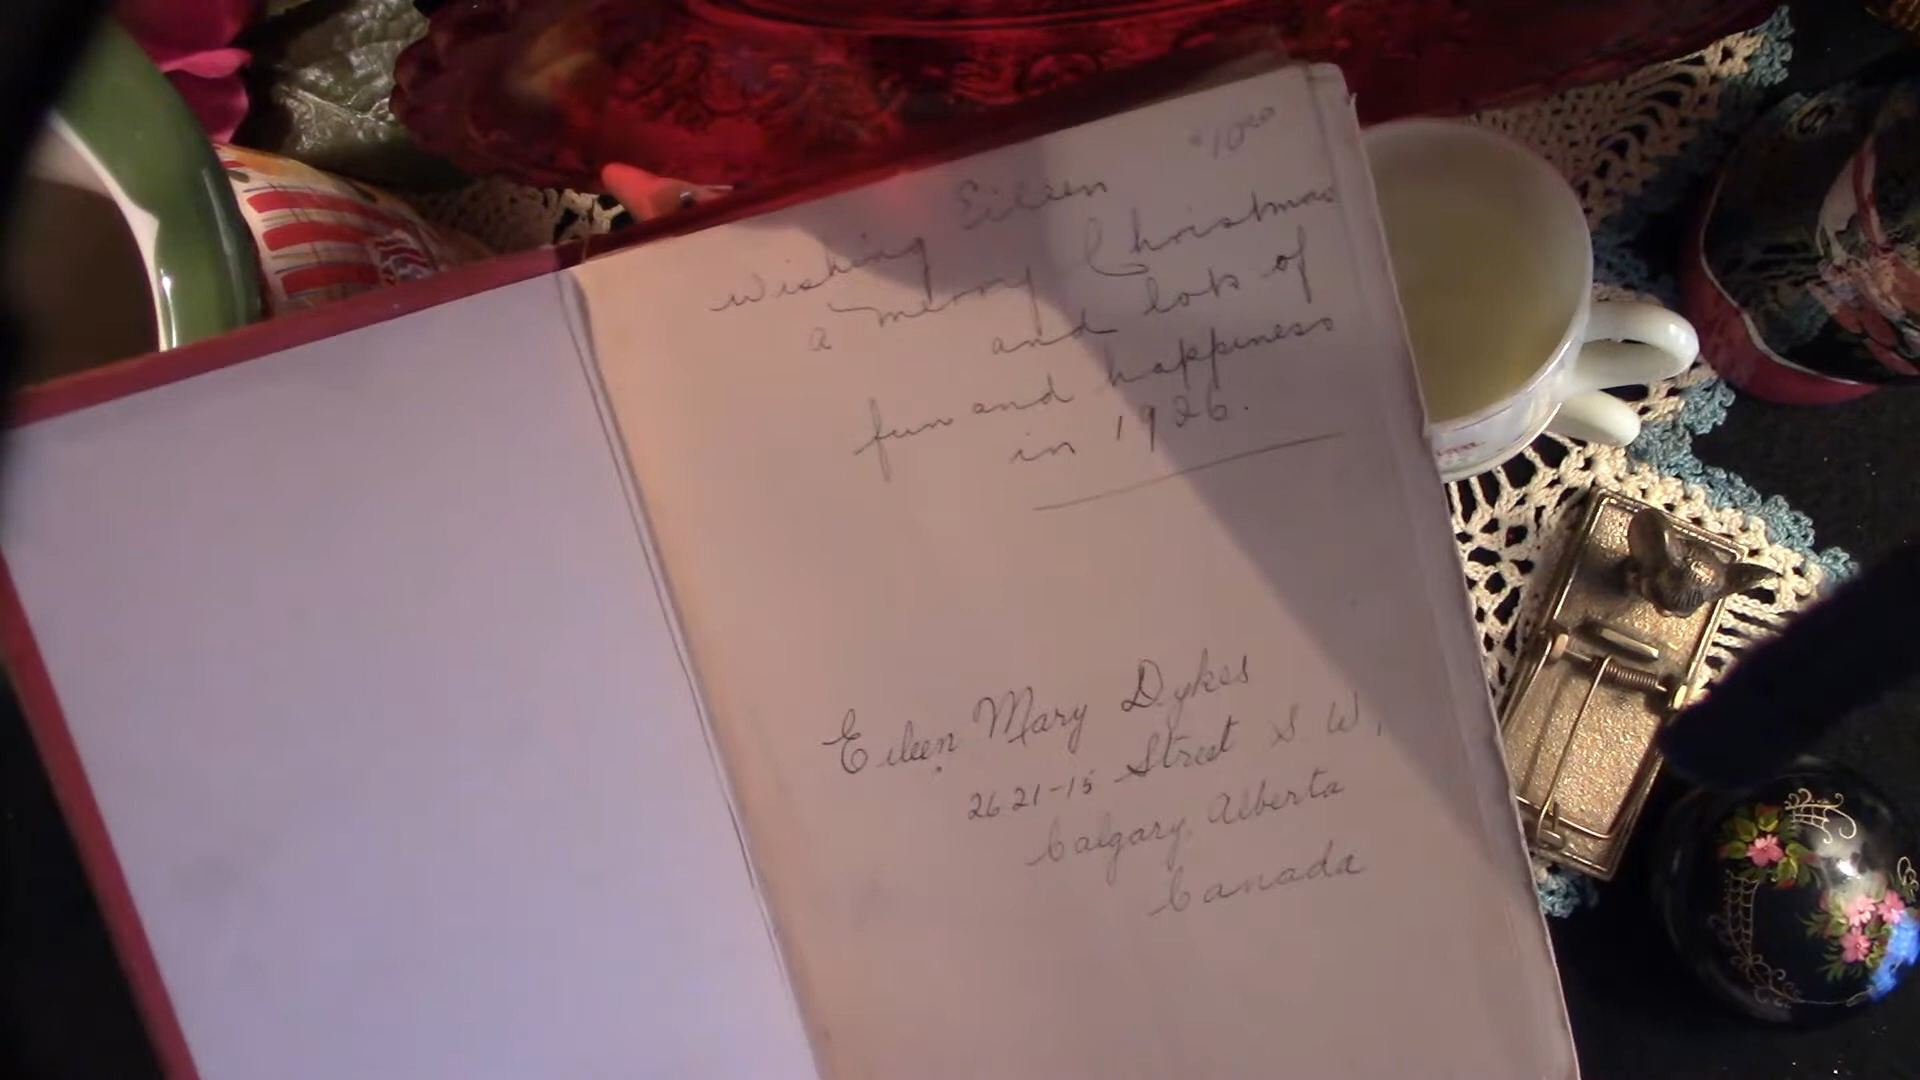 $10.00
Wishing Eileen
a Merry Christmas
and lots of
fun and happiness
in 1926.
Eileen Mary Dykes
2621-15 Street S W,
Calgary, Alberta
Canada